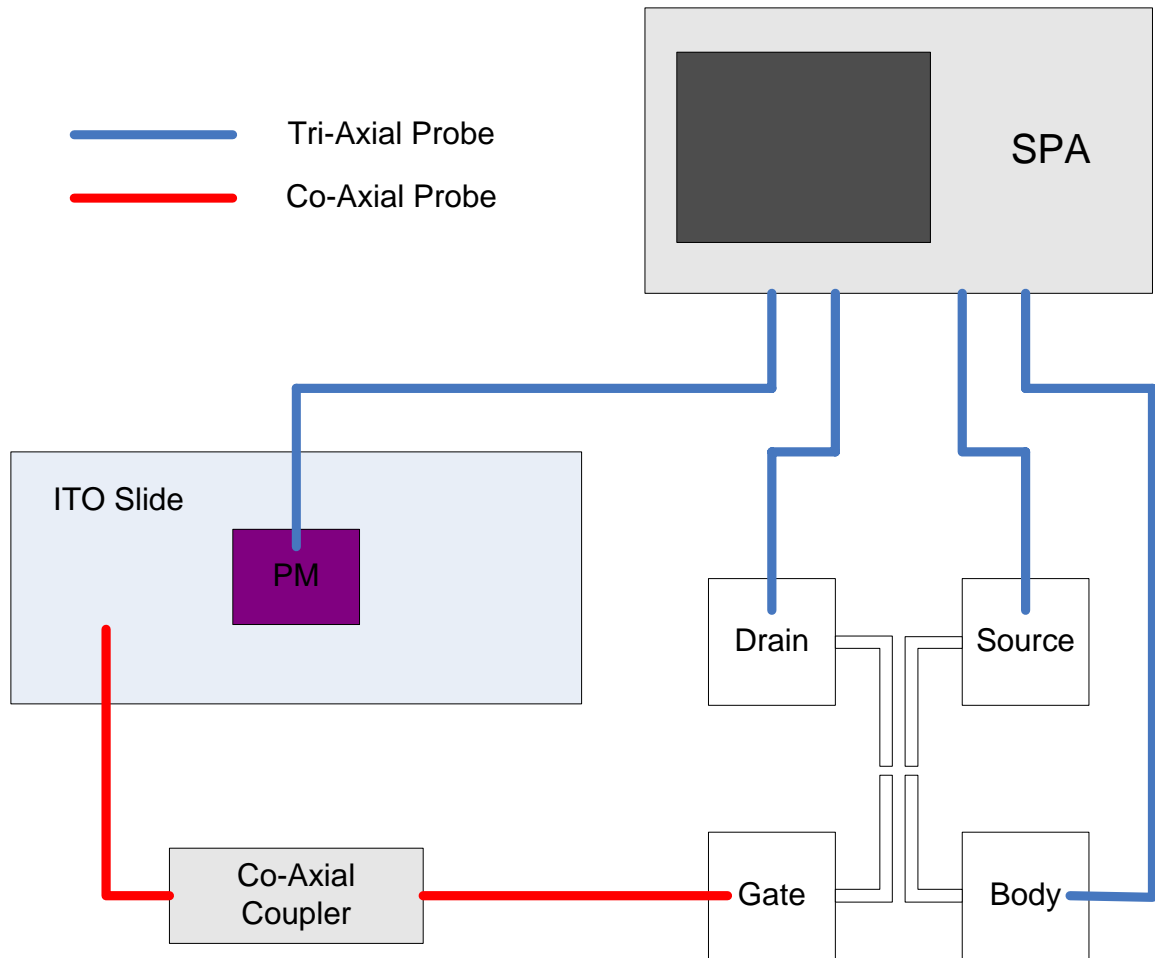 Tri-Axial Probe
Co-Axial Probe
SPA
ITO Slide
PM
Drain
Source
Co-Axial
Coupler
Gate
Body